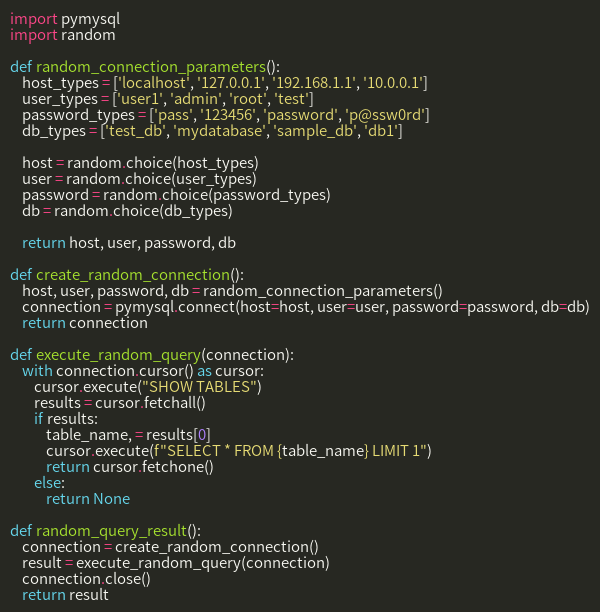 import pymysql
import random

def random_connection_parameters():
    host_types = ['localhost', '127.0.0.1', '192.168.1.1', '10.0.0.1']
    user_types = ['user1', 'admin', 'root', 'test']
    password_types = ['pass', '123456', 'password', 'p@ssw0rd']
    db_types = ['test_db', 'mydatabase', 'sample_db', 'db1']

    host = random.choice(host_types)
    user = random.choice(user_types)
    password = random.choice(password_types)
    db = random.choice(db_types)

    return host, user, password, db

def create_random_connection():
    host, user, password, db = random_connection_parameters()
    connection = pymysql.connect(host=host, user=user, password=password, db=db)
    return connection

def execute_random_query(connection):
    with connection.cursor() as cursor:
        cursor.execute("SHOW TABLES")
        results = cursor.fetchall()
        if results:
            table_name, = results[0]
            cursor.execute(f"SELECT * FROM {table_name} LIMIT 1")
            return cursor.fetchone()
        else:
            return None

def random_query_result():
    connection = create_random_connection()
    result = execute_random_query(connection)
    connection.close()
    return result